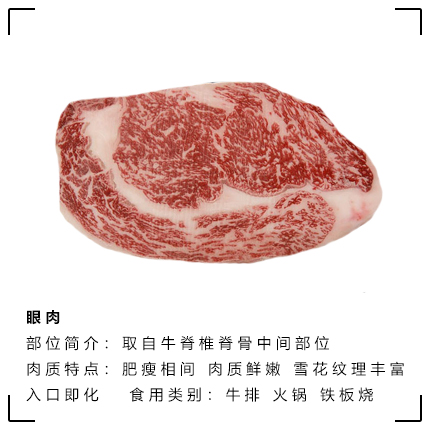 眼肉
部位简介：取自牛脊椎脊骨中间部位
肉质特点：肥瘦相间 肉质鲜嫩 雪花纹理丰富
入口即化 食用类别：牛排 火锅 铁板烧